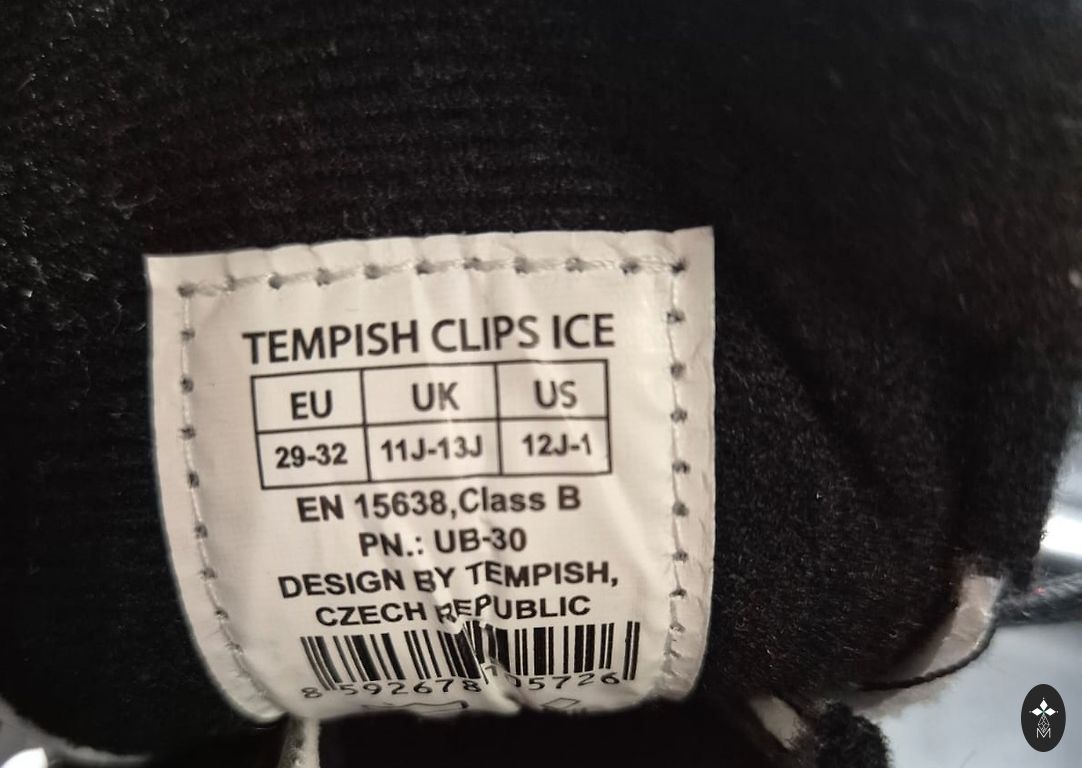 TEMPISH CLIPS ICE
EU UK US
29-32 11J-13J 12J-1
EN 15638,Class B
PN.: UB-30
DESIGN BY TEMPISH,
CZECH REPUBLIC
8 592678 105726
M